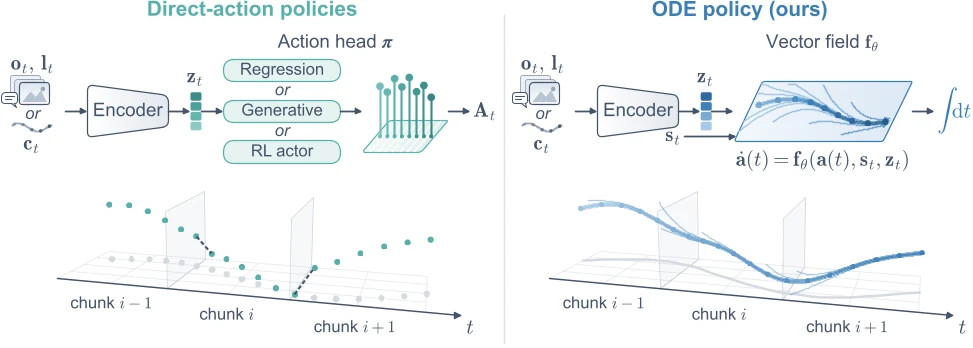 Direct-action policies
Action head π
o_t, l_t
or
c_t
Encoder
z_t
Regression
or
Generative
or
RL actor
A_t
chunk i − 1
chunk i
chunk i + 1
t
ODE policy (ours)
Vector field f_θ
o_t, l_t
or
c_t
Encoder
z_t
s_t
∫dt
ȧ(t) = f_θ(a(t), s_t, z_t)
chunk i − 1
chunk i
chunk i + 1
t